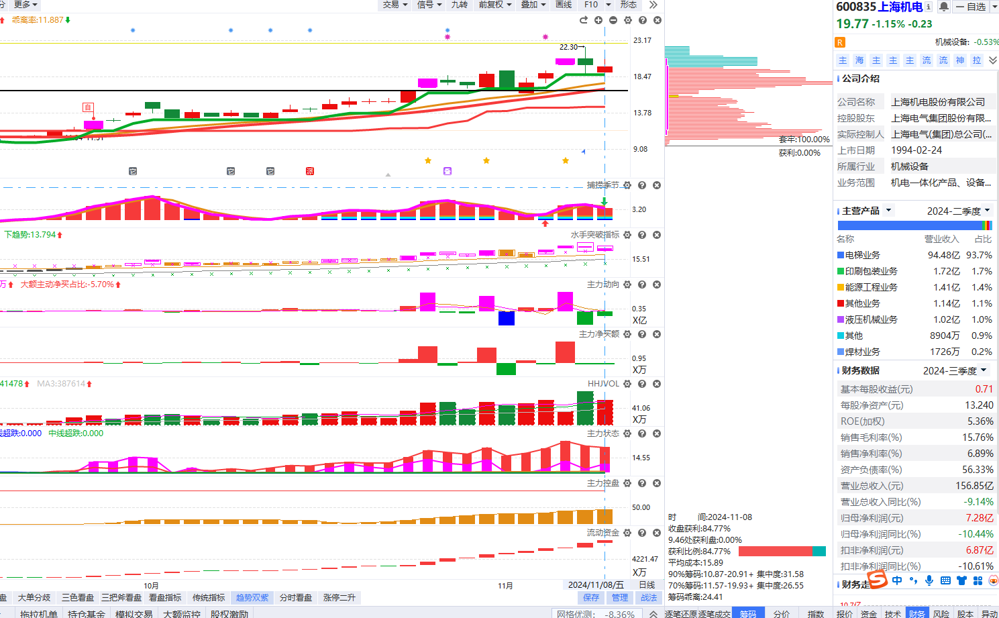 更多
交易 信号 九转 前复权 叠加 画线 F10 形态
乖离率:11.887
23.17
22.30
18.47
13.78
9.08
自
捕捞季节
3.20
下趋势:13.794
水手突破指标
15.51
万 大额主动净买占比:-5.70%
主力动向
0.35
X亿
主力净买额
0.95
X万
41478 MA3:387614
HHJVOL
41.06
X万
线超跌:0.000 中线超跌:0.000
主力状态
14.55
主力控盘
50.00
流动资金
4221.47
X万
10月 11月 2024/11/08/五 日线
盘 大单分歧 三色看盘 三把斧看盘 看盘指标 传统指标 趋势双紫 分时看盘 涨停二升 保存 管理 战法
拖拉机单 持仓基金 模拟交易 大额监控 股权激励 网格优测: -8.36%
套牢:100.00%
获利:0.00%
时 间:2024-11-08
收盘获利:84.77%
9.46处获利盘:0.00%
获利比例:84.77%
平均成本:15.89
90%筹码:10.87-20.91+ 集中度:31.58
70%筹码:11.57-19.93+ 集中度:26.55
筹码乖离:24.41
逐笔还原 逐笔成交 筹码 分价 指数
600835 上海机电 自选
19.77 -1.15% -0.23
R 机械设备: -0.53%
主 海 主 主 主 流 流 神 拉
公司介绍
公司名称 上海机电股份有限公司
控股股东 上海电气集团股份有限...
实际控制人 上海电气(集团)总公司(...
上市日期 1994-02-24
所属行业 机械设备
业务范围 机电一体化产品、设备...
主营产品 2024-二季度
名称 营业收入 占比
电梯业务 94.48亿 93.7%
印刷包装业务 1.72亿 1.7%
能源工程业务 1.41亿 1.4%
其他业务 1.14亿 1.1%
液压机械业务 1.02亿 1.0%
其他 8904万 0.9%
焊材业务 1726万 0.2%
财务数据 2024-三季度
基本每股收益(元) 0.71
每股净资产(元) 13.240
ROE(加权) 5.36%
销售毛利率(%) 15.76%
销售净利率(%) 6.89%
资产负债率(%) 56.33%
营业总收入(元) 156.85亿
营业总收入同比(%) -9.14%
归母净利润(元) 7.28亿
归母净利润同比(%) -10.44%
扣非净利润(元) 6.87亿
扣非净利润同比(%) -10.61%
财务走
中
报价 资金 技术 财务 风险 股本 异动